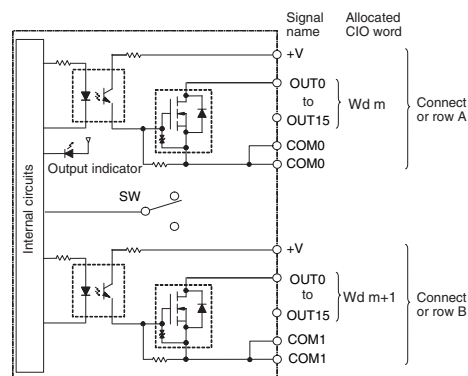 Signal name
Allocated CIO word
+V
OUT0
to
OUT15
Wd m
Connect or row A
COM0
COM0
Internal circuits
Output indicator
SW
+V
OUT0
to
OUT15
Wd m+1
Connect or row B
COM1
COM1